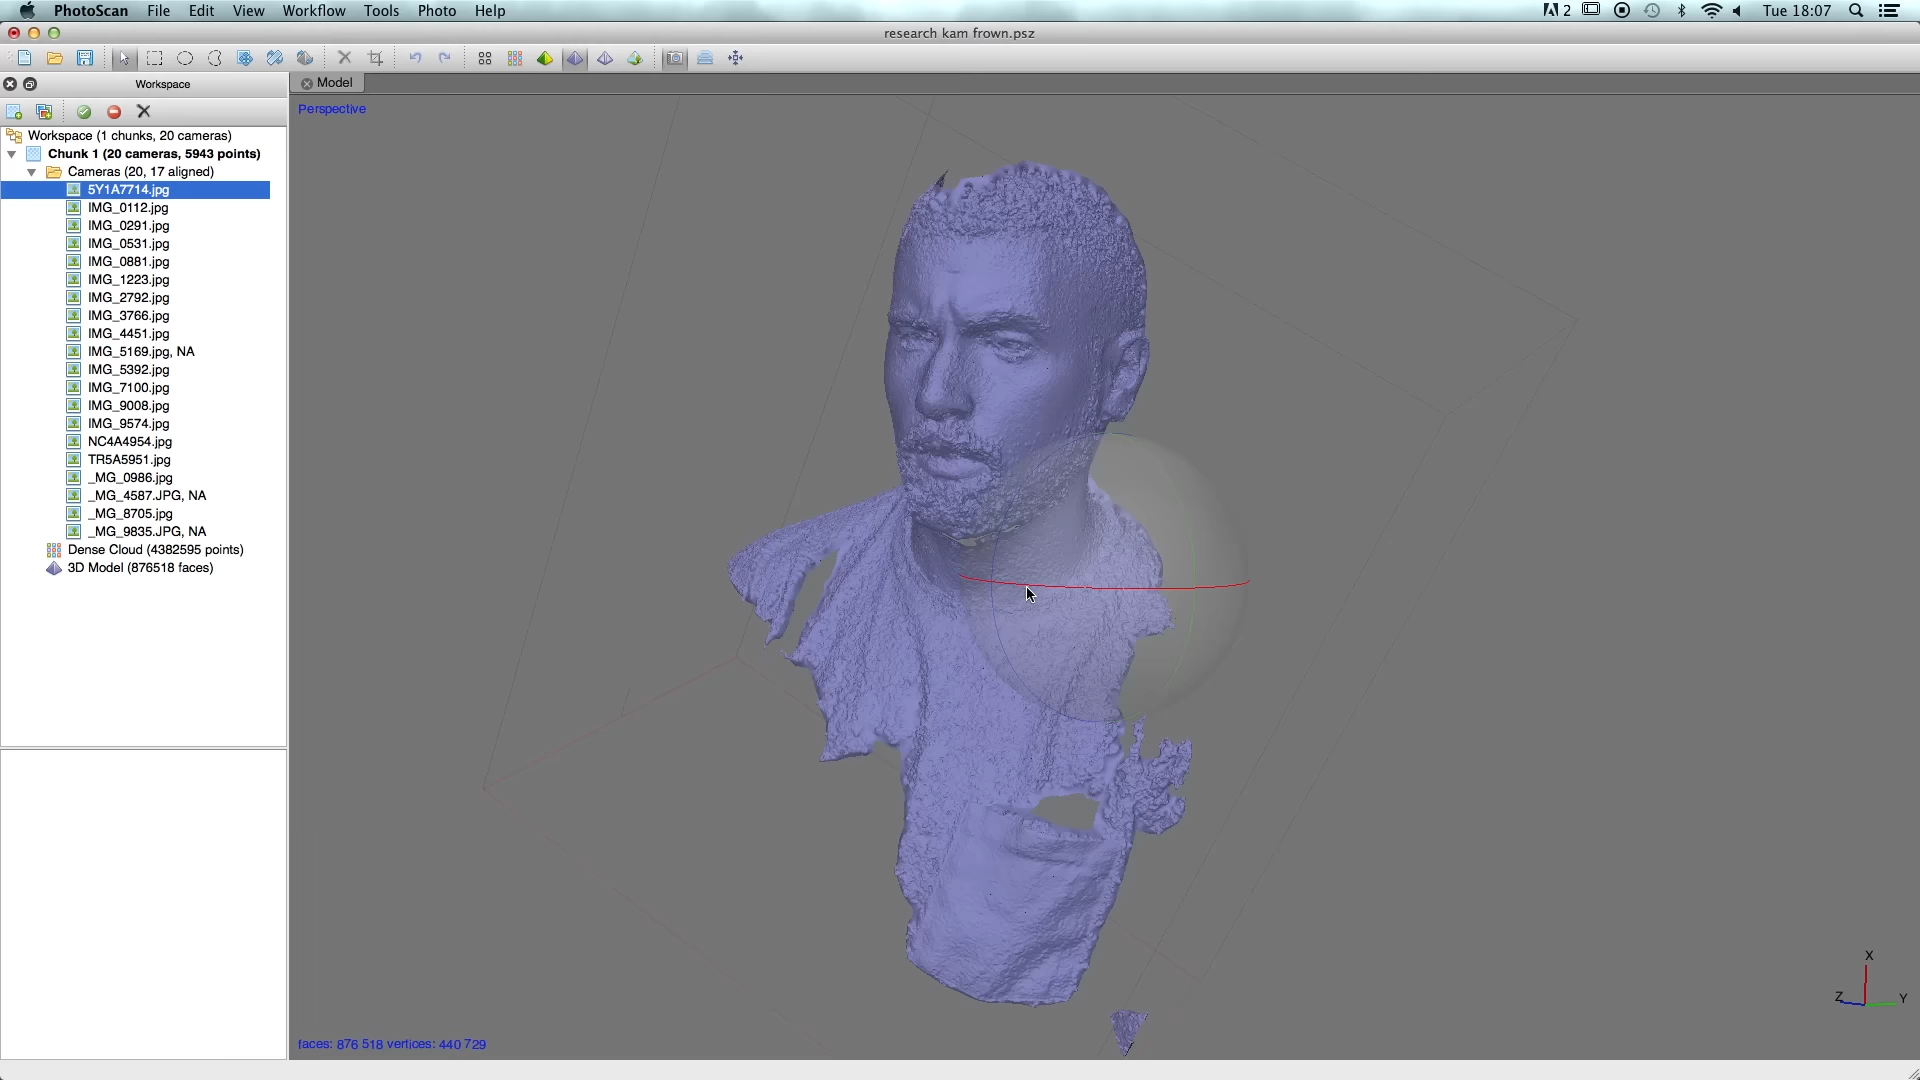 PhotoScan File Edit View Workflow Tools Photo Help
2 Tue 18:07
research kam frown.psz
Workspace
Model
Perspective
Workspace (1 chunks, 20 cameras)
Chunk 1 (20 cameras, 5943 points)
Cameras (20, 17 aligned)
5Y1A7714.jpg
IMG_0112.jpg
IMG_0291.jpg
IMG_0531.jpg
IMG_0881.jpg
IMG_1223.jpg
IMG_2792.jpg
IMG_3766.jpg
IMG_4451.jpg
IMG_5169.jpg, NA
IMG_5392.jpg
IMG_7100.jpg
IMG_9008.jpg
IMG_9574.jpg
NC4A4954.jpg
TR5A5951.jpg
_MG_0986.jpg
_MG_4587.JPG, NA
_MG_8705.jpg
_MG_9835.JPG, NA
Dense Cloud (4382595 points)
3D Model (876518 faces)
X
Z
Y
faces: 876 518 vertices: 440 729